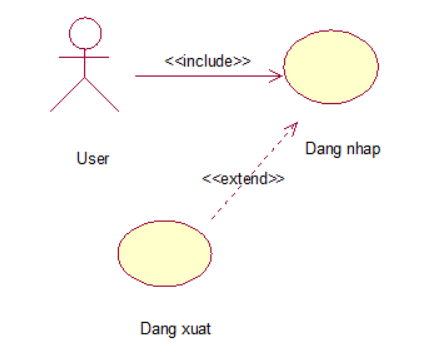 <<include>>
User
Dang nhap
<<extend>>
Dang xuat